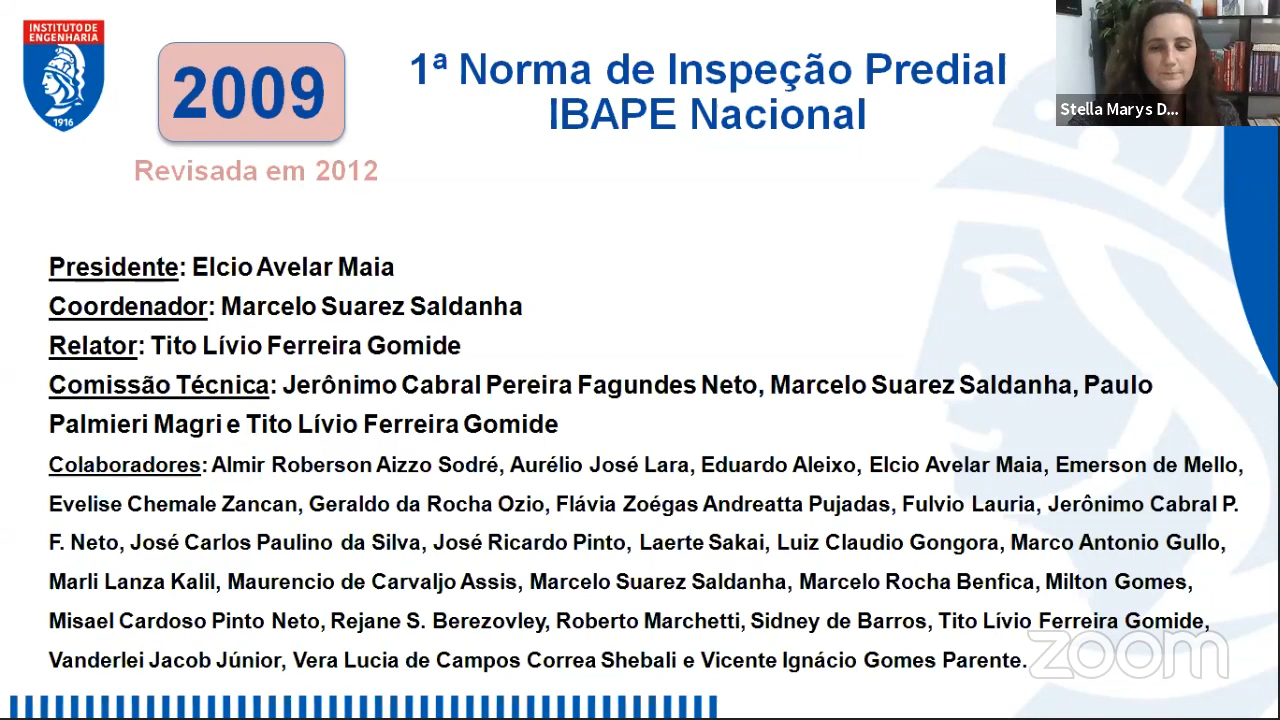 INSTITUTO DE
ENGENHARIA
1916
2009
Revisada em 2012
1ª Norma de Inspeção Predial
IBAPE Nacional
Stella Marys D...
Presidente: Elcio Avelar Maia
Coordenador: Marcelo Suarez Saldanha
Relator: Tito Lívio Ferreira Gomide
Comissão Técnica: Jerônimo Cabral Pereira Fagundes Neto, Marcelo Suarez Saldanha, Paulo
Palmieri Magri e Tito Lívio Ferreira Gomide
Colaboradores: Almir Roberson Aizzo Sodré, Aurélio José Lara, Eduardo Aleixo, Elcio Avelar Maia, Emerson de Mello,
Evelise Chemale Zancan, Geraldo da Rocha Ozio, Flávia Zoégas Andreatta Pujadas, Fulvio Lauria, Jerônimo Cabral P.
F. Neto, José Carlos Paulino da Silva, José Ricardo Pinto, Laerte Sakai, Luiz Claudio Gongora, Marco Antonio Gullo,
Marli Lanza Kalil, Maurencio de Carvaljo Assis, Marcelo Suarez Saldanha, Marcelo Rocha Benfica, Milton Gomes,
Misael Cardoso Pinto Neto, Rejane S. Berezovley, Roberto Marchetti, Sidney de Barros, Tito Lívio Ferreira Gomide,
Vanderlei Jacob Júnior, Vera Lucia de Campos Correa Shebali e Vicente Ignácio Gomes Parente.
zoom